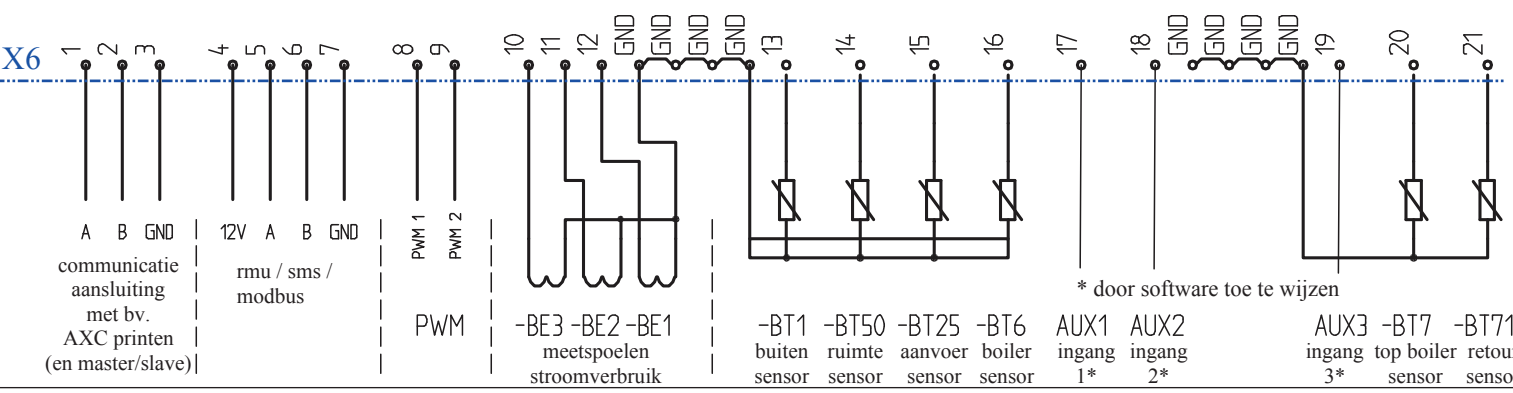 X6 1 2 3 4 5 6 7 8 9 10 11 12 GND GND GND GND 13 14 15 16 17 18 GND GND GND GND 19 20 21
A B GND 12V A B GND PWM 1 PWM 2
communicatie
aansluiting
met bv.
AXC printen
(en master/slave)
rmu / sms /
modbus
PWM
-BE3 -BE2 -BE1
meetspoelen
stroomverbruik
* door software toe te wijzen
-BT1 -BT50 -BT25 -BT6 AUX1 AUX2 AUX3 -BT7 -BT71
buiten ruimte aanvoer boiler ingang ingang ingang top boiler retou
sensor sensor sensor sensor 1* 2* 3* sensor senso